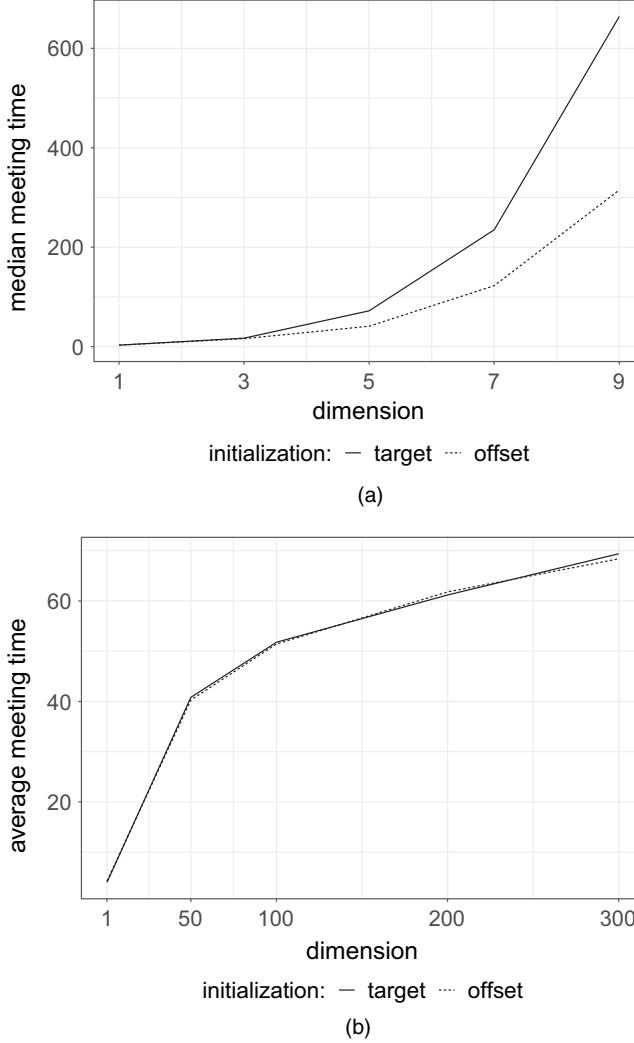 median meeting time
600
400
200
0
1 3 5 7 9
dimension
initialization: target offset
(a)
average meeting time
60
40
20
1 50 100 200 300
dimension
initialization: target offset
(b)